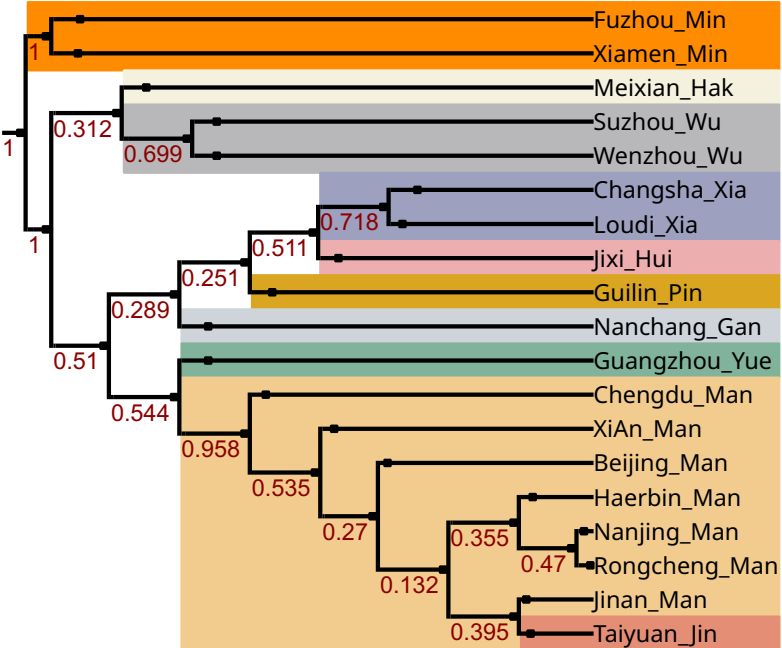 Fuzhou_Min
1
Xiamen_Min
Meixian_Hak
0.312
Suzhou_Wu
1
0.699
Wenzhou_Wu
Changsha_Xia
0.718
Loudi_Xia
1
0.511
Jixi_Hui
0.251
Guilin_Pin
0.289
Nanchang_Gan
0.51
Guangzhou_Yue
0.544
Chengdu_Man
0.958
XiAn_Man
Beijing_Man
0.535
Haerbin_Man
0.27
Nanjing_Man
0.355
0.47
Rongcheng_Man
0.132
Jinan_Man
0.395
Taiyuan_Jin